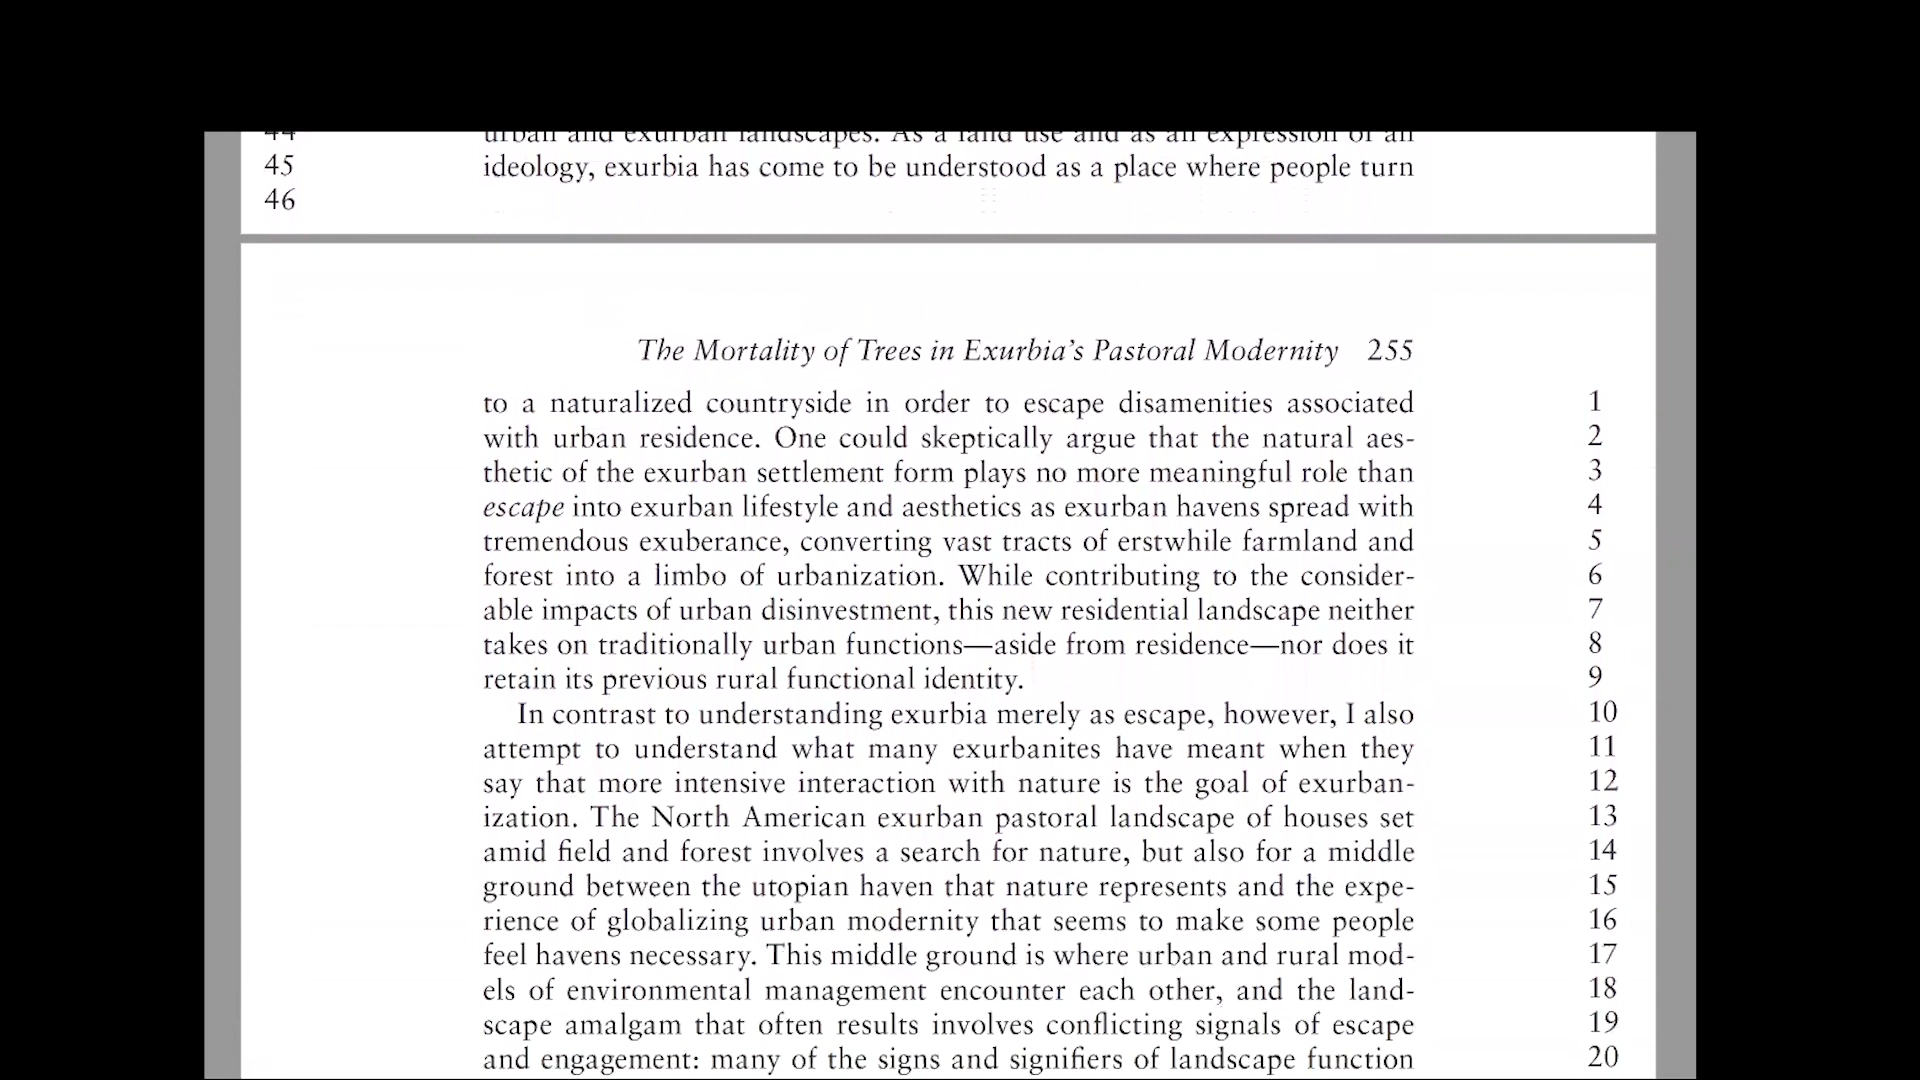 44 urban and exurban landscapes. As a land use and as an expression of an
45 ideology, exurbia has come to be understood as a place where people turn
46
The Mortality of Trees in Exurbia's Pastoral Modernity 255
to a naturalized countryside in order to escape disamenities associated 1
with urban residence. One could skeptically argue that the natural aes- 2
thetic of the exurban settlement form plays no more meaningful role than 3
escape into exurban lifestyle and aesthetics as exurban havens spread with 4
tremendous exuberance, converting vast tracts of erstwhile farmland and 5
forest into a limbo of urbanization. While contributing to the consider- 6
able impacts of urban disinvestment, this new residential landscape neither 7
takes on traditionally urban functions—aside from residence—nor does it 8
retain its previous rural functional identity. 9
In contrast to understanding exurbia merely as escape, however, I also 10
attempt to understand what many exurbanites have meant when they 11
say that more intensive interaction with nature is the goal of exurban- 12
ization. The North American exurban pastoral landscape of houses set 13
amid field and forest involves a search for nature, but also for a middle 14
ground between the utopian haven that nature represents and the expe- 15
rience of globalizing urban modernity that seems to make some people 16
feel havens necessary. This middle ground is where urban and rural mod- 17
els of environmental management encounter each other, and the land- 18
scape amalgam that often results involves conflicting signals of escape 19
and engagement: many of the signs and signifiers of landscape function 20